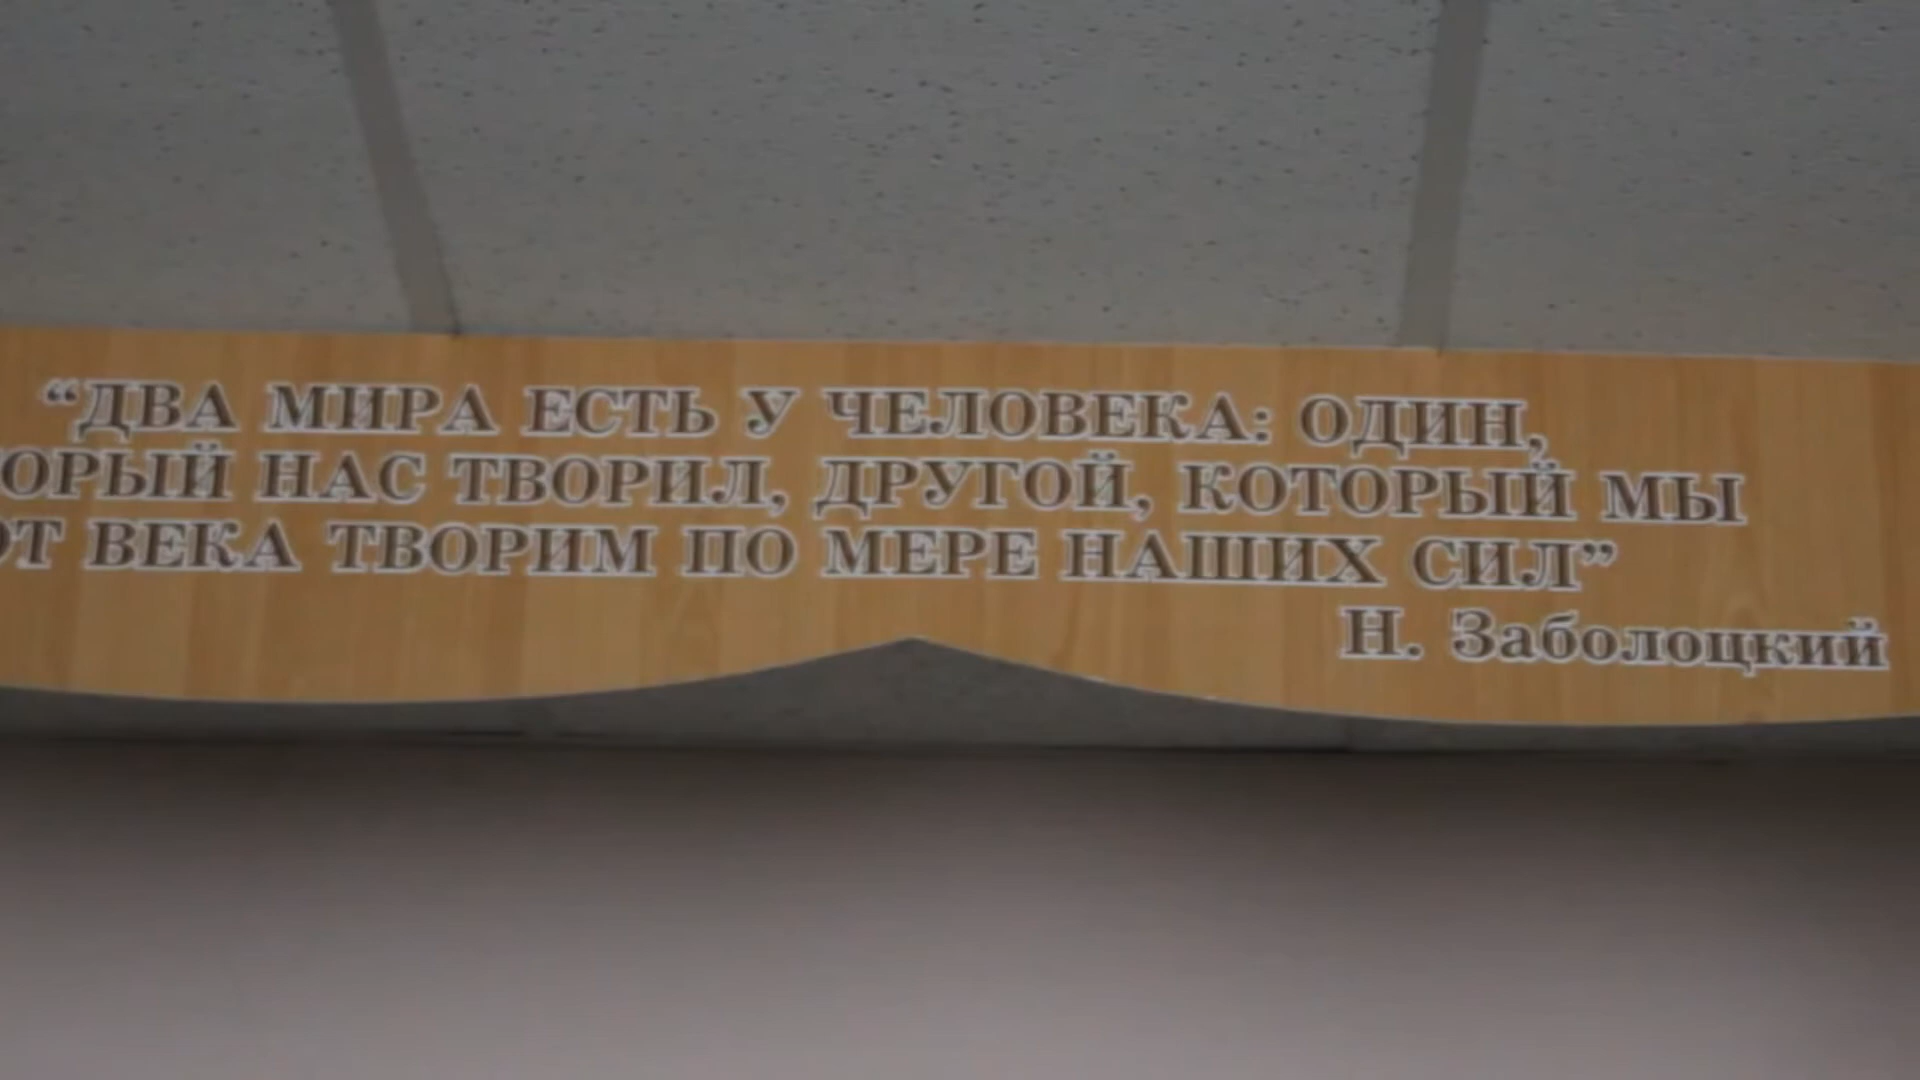 “ДВА МИРА ЕСТЬ У ЧЕЛОВЕКА: ОДИН,
ОРЫЙ НАС ТВОРИЛ, ДРУГОЙ, КОТОРЫЙ МЫ
ОТ ВЕКА ТВОРИМ ПО МЕРЕ НАШИХ СИЛ”
Н. Заболоцкий